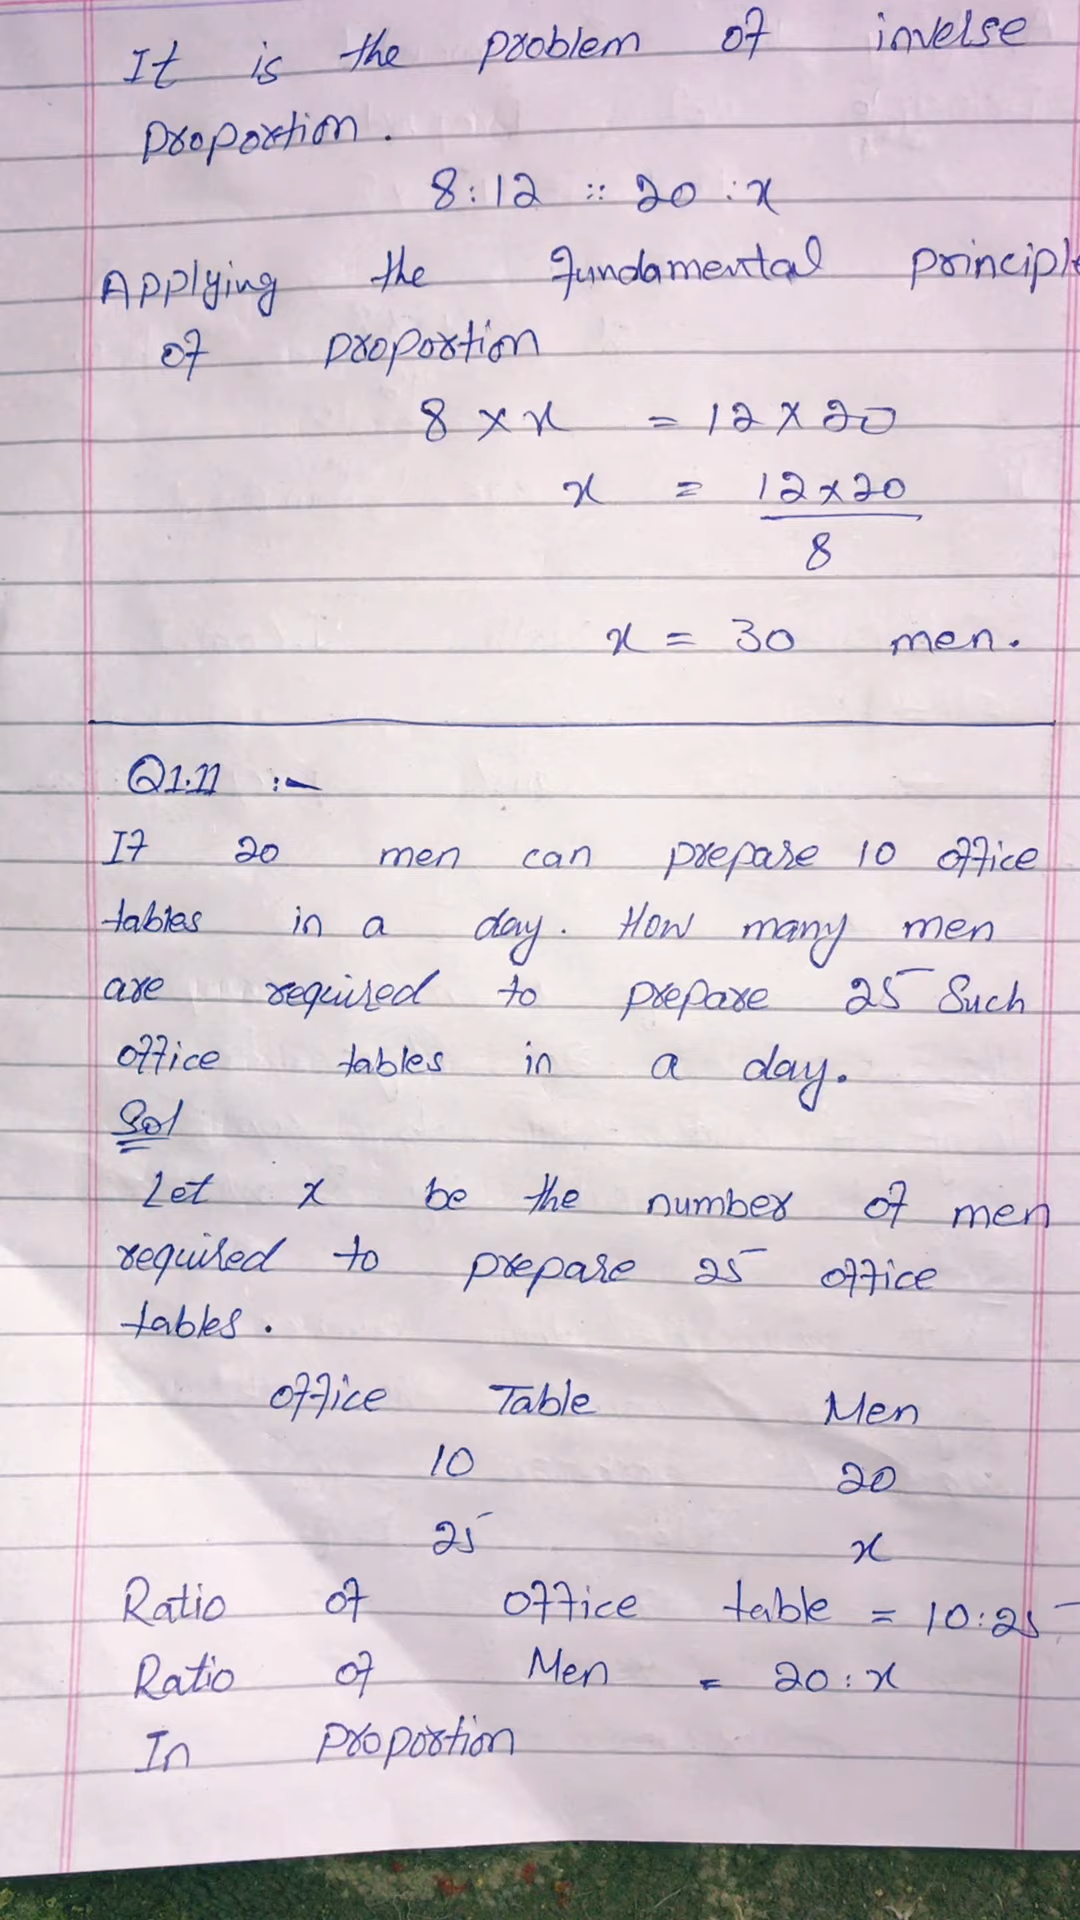 It is the problem of inverse
proportion.
8:12 :: 20 :x
Applying the fundamental principle
of proportion
8 × x = 12 × 20
x = 12×20
8
x = 30 men.
Q1.11 :-
If 20 men can prepare 10 office
tables in a day. How many men
are required to prepare 25 Such
office tables in a day.
Sol
Let x be the number of men
required to prepare 25 office
tables.
office Table Men
10 20
25 x
Ratio of office table = 10:25
Ratio of Men = 20:x
In proportion